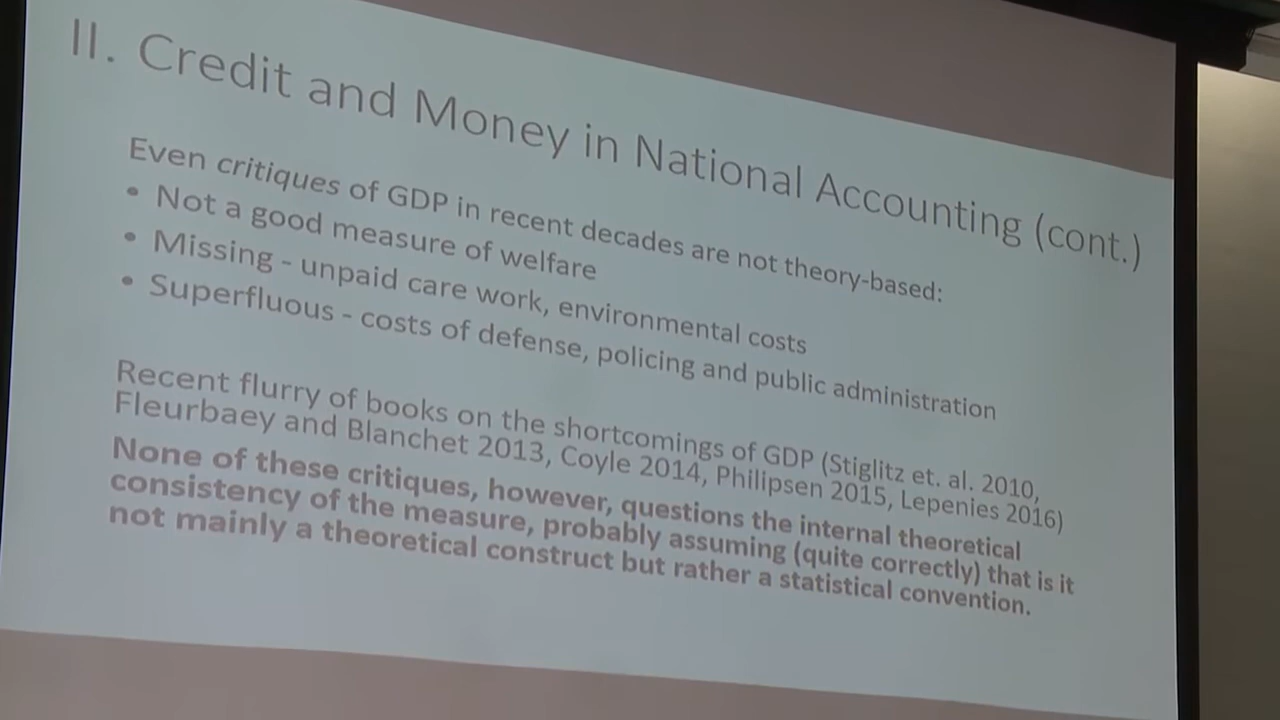 II. Credit and Money in National Accounting (cont.)
Even critiques of GDP in recent decades are not theory-based:
• Not a good measure of welfare
• Missing - unpaid care work, environmental costs
• Superfluous - costs of defense, policing and public administration
Recent flurry of books on the shortcomings of GDP (Stiglitz et. al. 2010,
Fleurbaey and Blanchet 2013, Coyle 2014, Philipsen 2015, Lepenies 2016)
None of these critiques, however, questions the internal theoretical
consistency of the measure, probably assuming (quite correctly) that is it
not mainly a theoretical construct but rather a statistical convention.